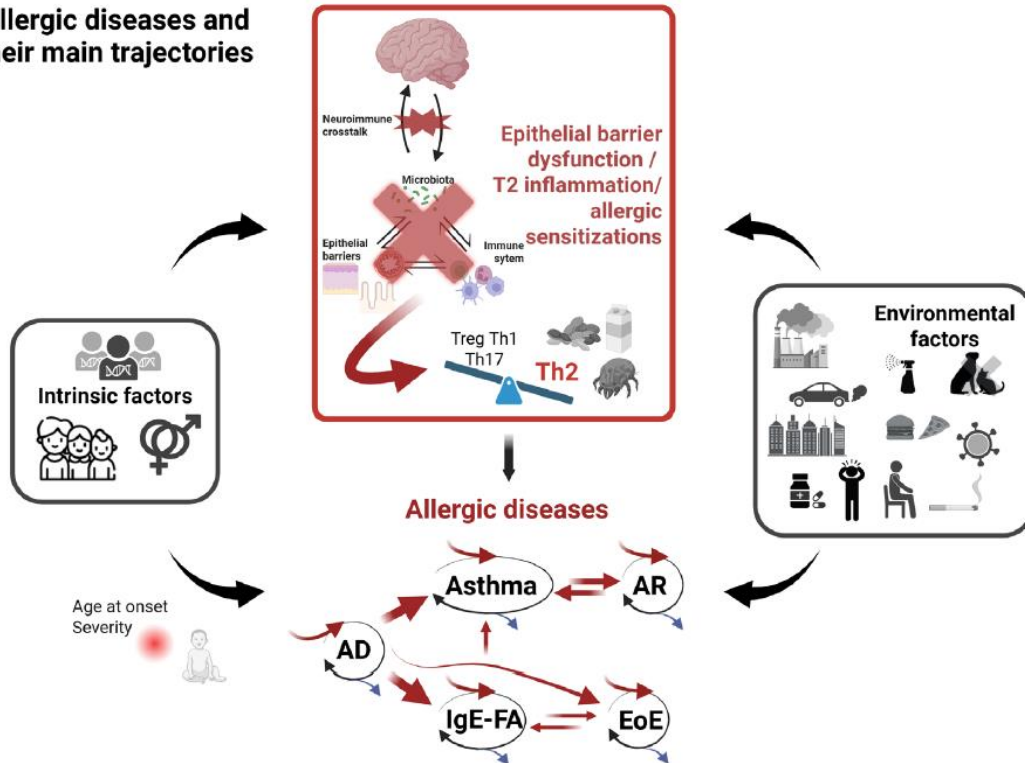 llergic diseases and
heir main trajectories
Neuroimmune
crosstalk
Epithelial barrier
dysfunction /
T2 inflammation/
allergic
sensitizations
Microbiota
Epithelial
barriers
Immune
sytem
Treg Th1
Th17
Th2
Intrinsic factors
Environmental
factors
Allergic diseases
Age at onset
Severity
Asthma
AR
AD
IgE-FA
EoE